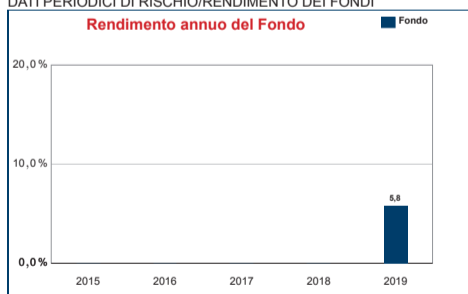 DATI PERIODICI DI RISCHIO/RENDIMENTO DEI FONDI
Rendimento annuo del Fondo
Fondo
20,0%
10,0%
5,8
0,0%
2015 2016 2017 2018 2019